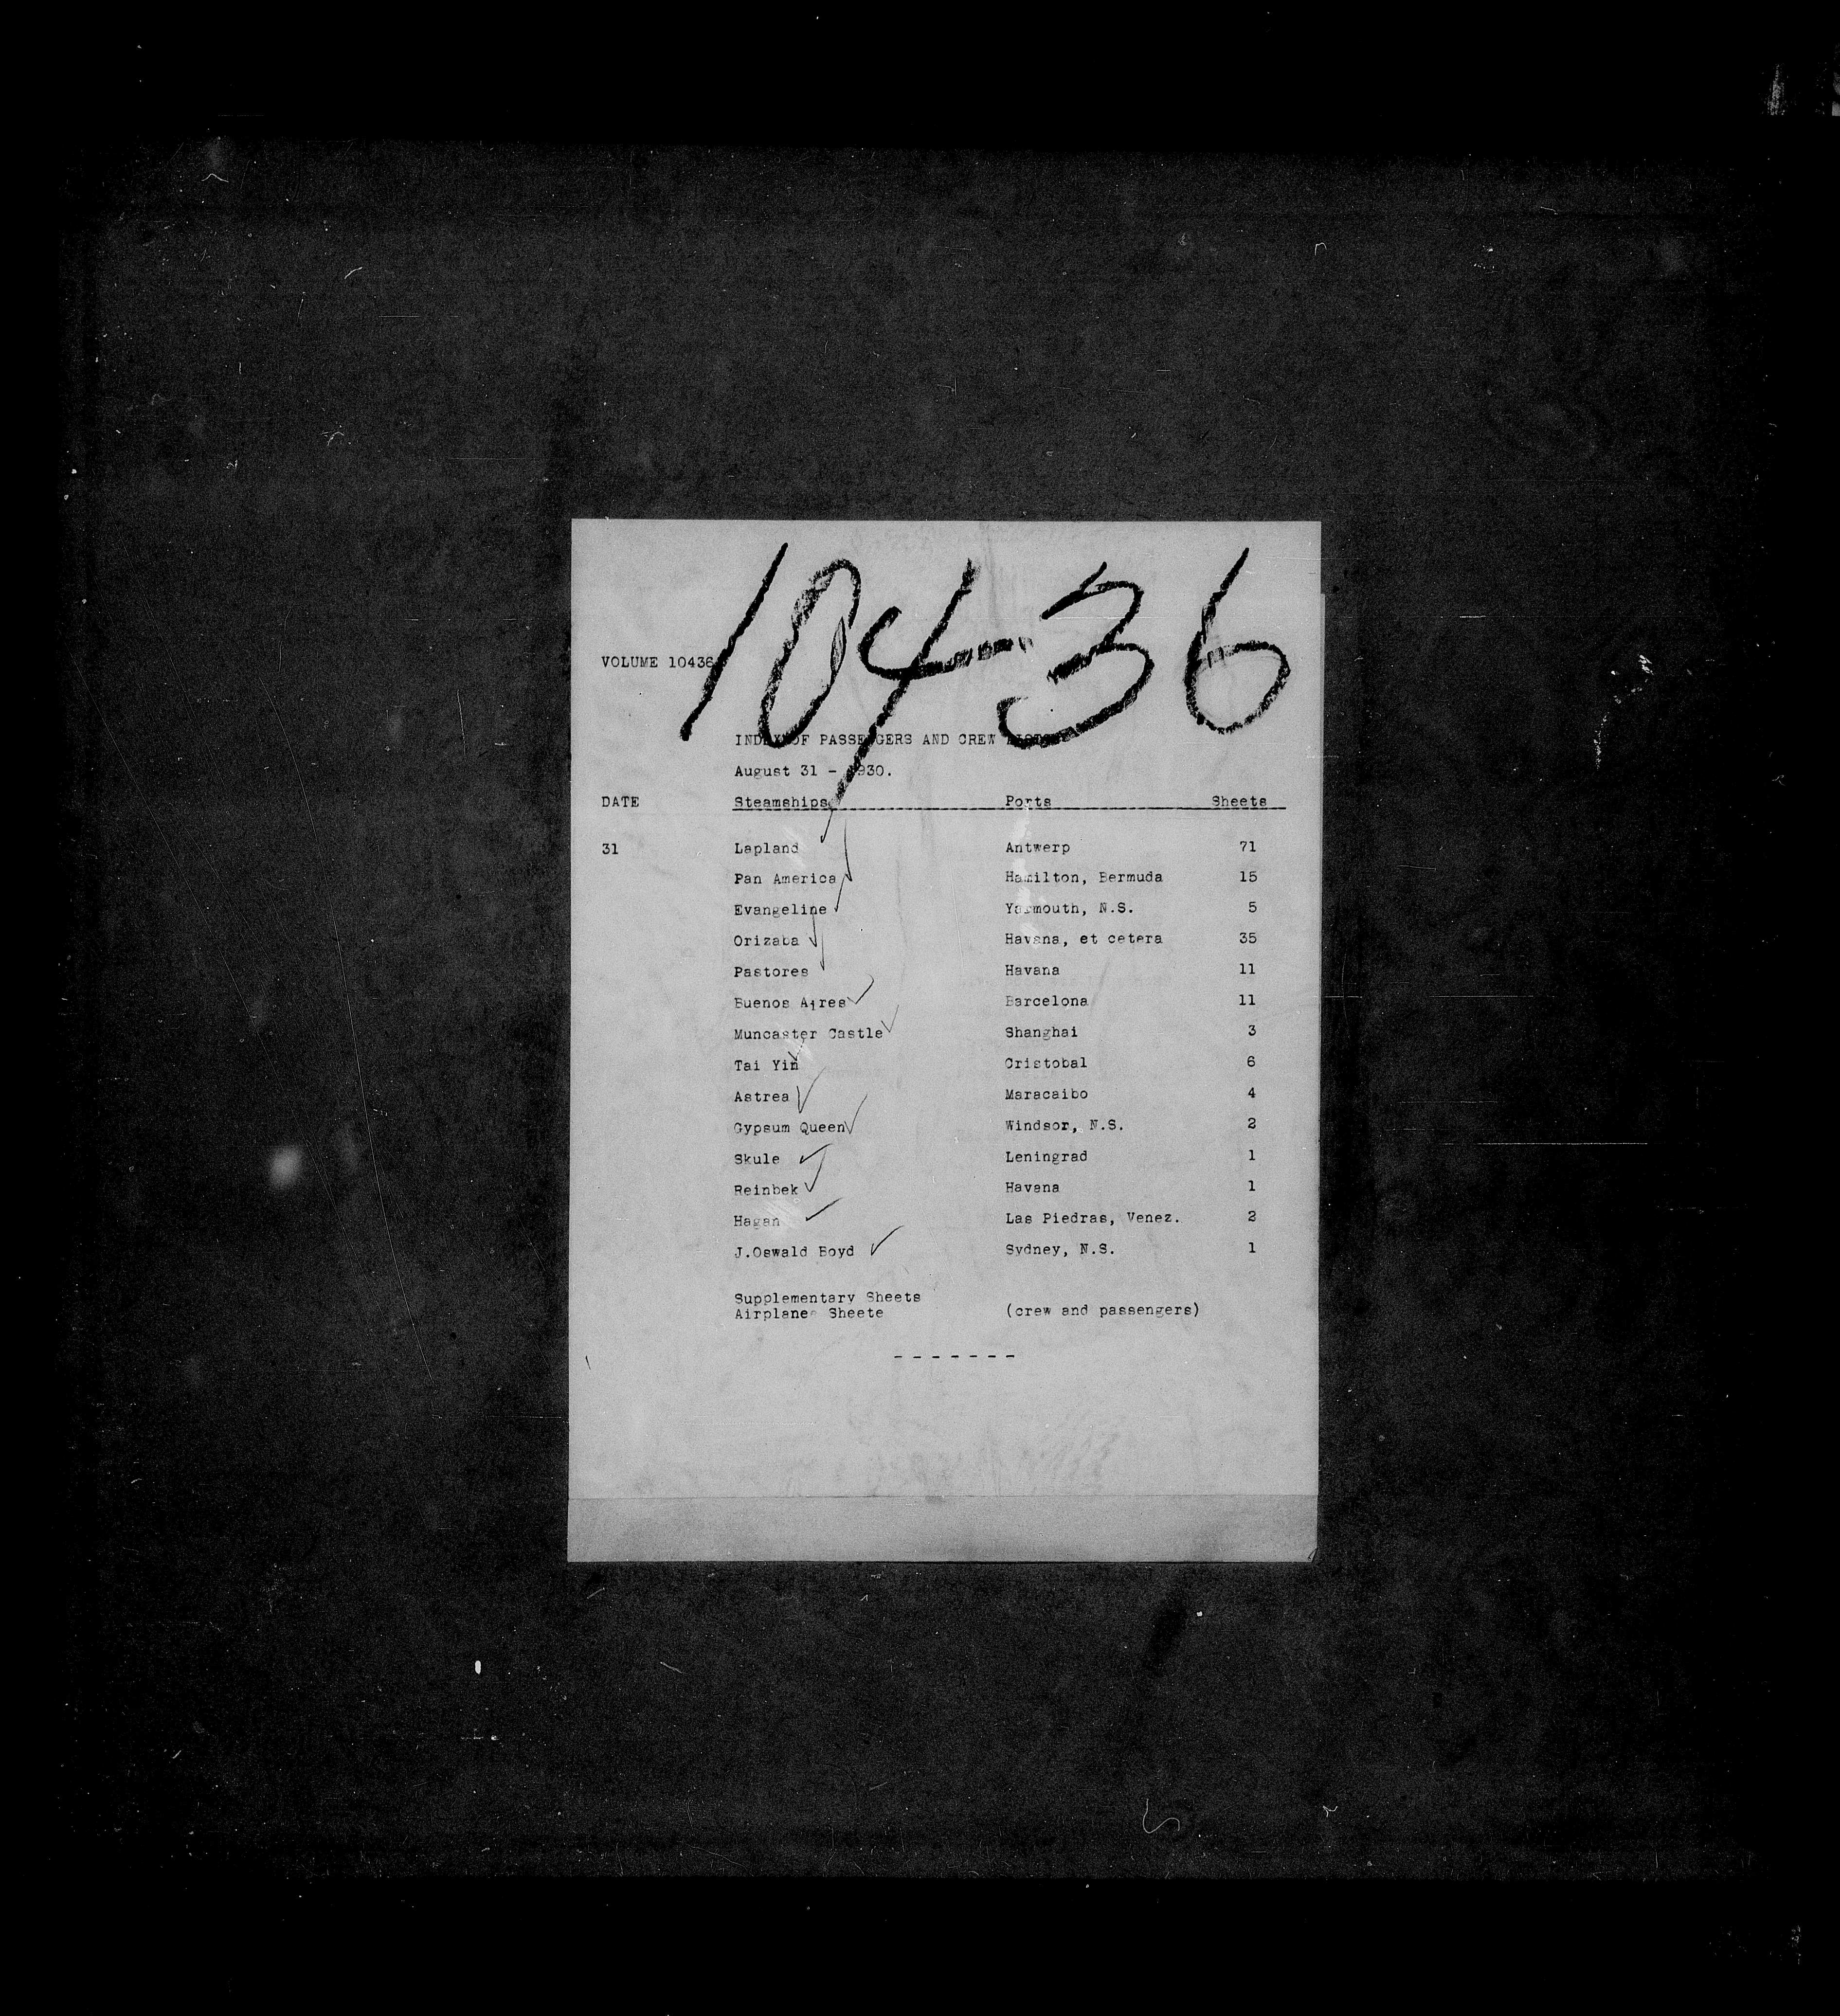 104-36
VOLUME 10436
INDEX OF PASSENGERS AND CREW
August 31 - 1930.
DATE Steamships Ports Sheets
31 Lapland Antwerp 71
Pan America Hamilton, Bermuda 15
Evangeline Yarmouth, N.S. 5
Orizaba Havana, et cetera 35
Pastores Havana 11
Buenos Aires Barcelona 11
Muncaster Castle Shanghai 3
Tai Yin Cristobal 6
Astrea Maracaibo 4
Gypsum Queen Windsor, N.S. 2
Skule Leningrad 1
Reinbek Havana 1
Hagan Las Piedras, Venez. 2
J.Oswald Boyd Sydney, N.S. 1
Supplementary Sheets
Airplanes Sheets (crew and passengers)
- - - - - - -